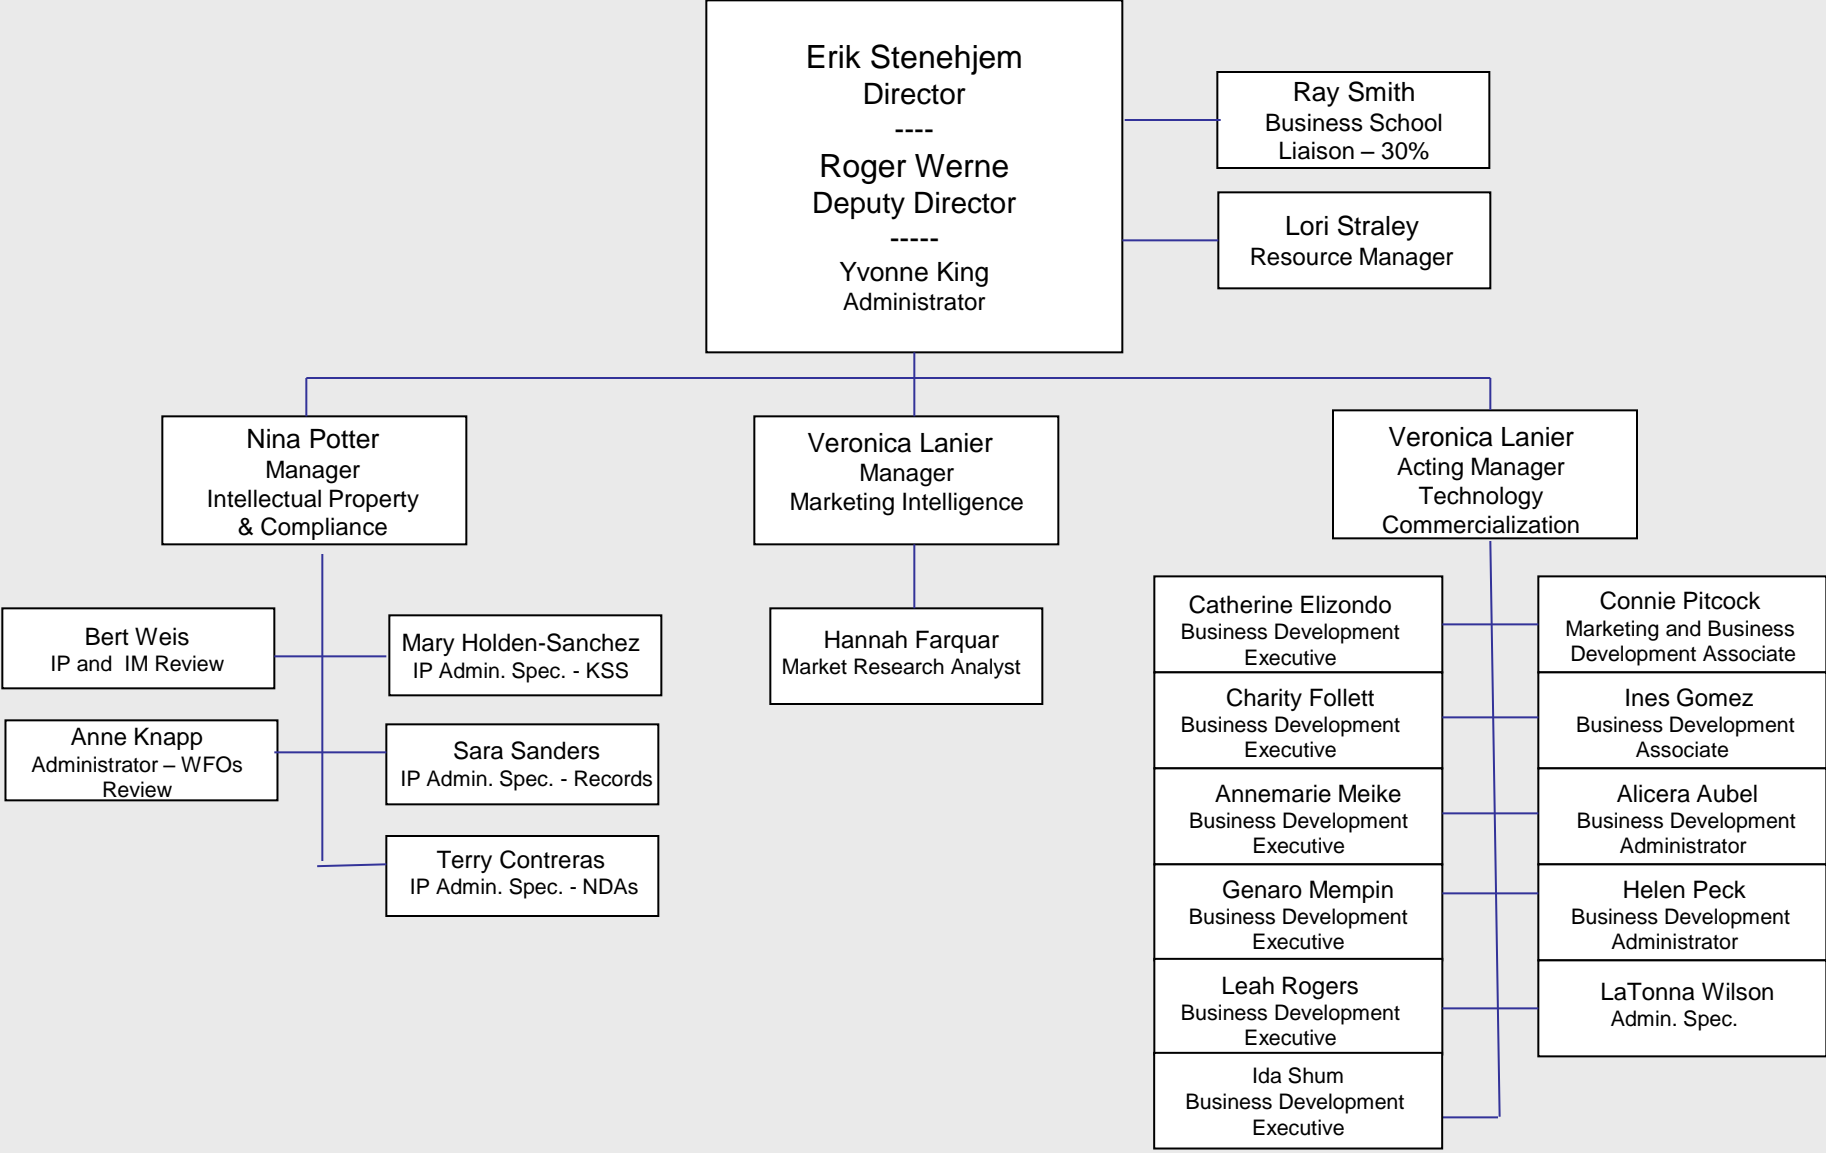 Erik Stenehjem
Director
----
Roger Werne
Deputy Director
-----
Yvonne King
Administrator
Ray Smith
Business School
Liaison – 30%
Lori Straley
Resource Manager
Nina Potter
Manager
Intellectual Property
& Compliance
Veronica Lanier
Manager
Marketing Intelligence
Veronica Lanier
Acting Manager
Technology
Commercialization
Bert Weis
IP and IM Review
Anne Knapp
Administrator – WFOs
Review
Mary Holden-Sanchez
IP Admin. Spec. - KSS
Sara Sanders
IP Admin. Spec. - Records
Terry Contreras
IP Admin. Spec. - NDAs
Hannah Farquar
Market Research Analyst
Catherine Elizondo
Business Development
Executive
Charity Follett
Business Development
Executive
Annemarie Meike
Business Development
Executive
Genaro Mempin
Business Development
Executive
Leah Rogers
Business Development
Executive
Ida Shum
Business Development
Executive
Connie Pitcock
Marketing and Business
Development Associate
Ines Gomez
Business Development
Associate
Alicera Aubel
Business Development
Administrator
Helen Peck
Business Development
Administrator
LaTonna Wilson
Admin. Spec.